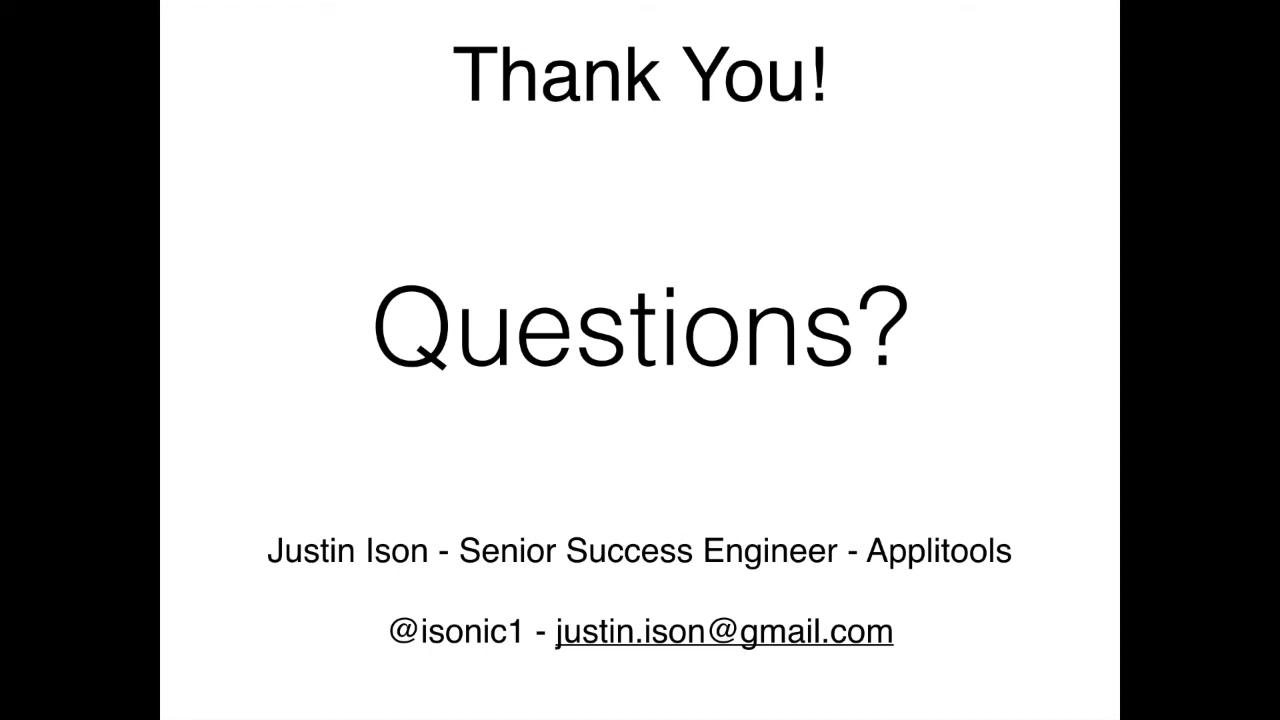 Thank You!
Questions?
Justin Ison - Senior Success Engineer - Applitools
@isonic1 - justin.ison@gmail.com